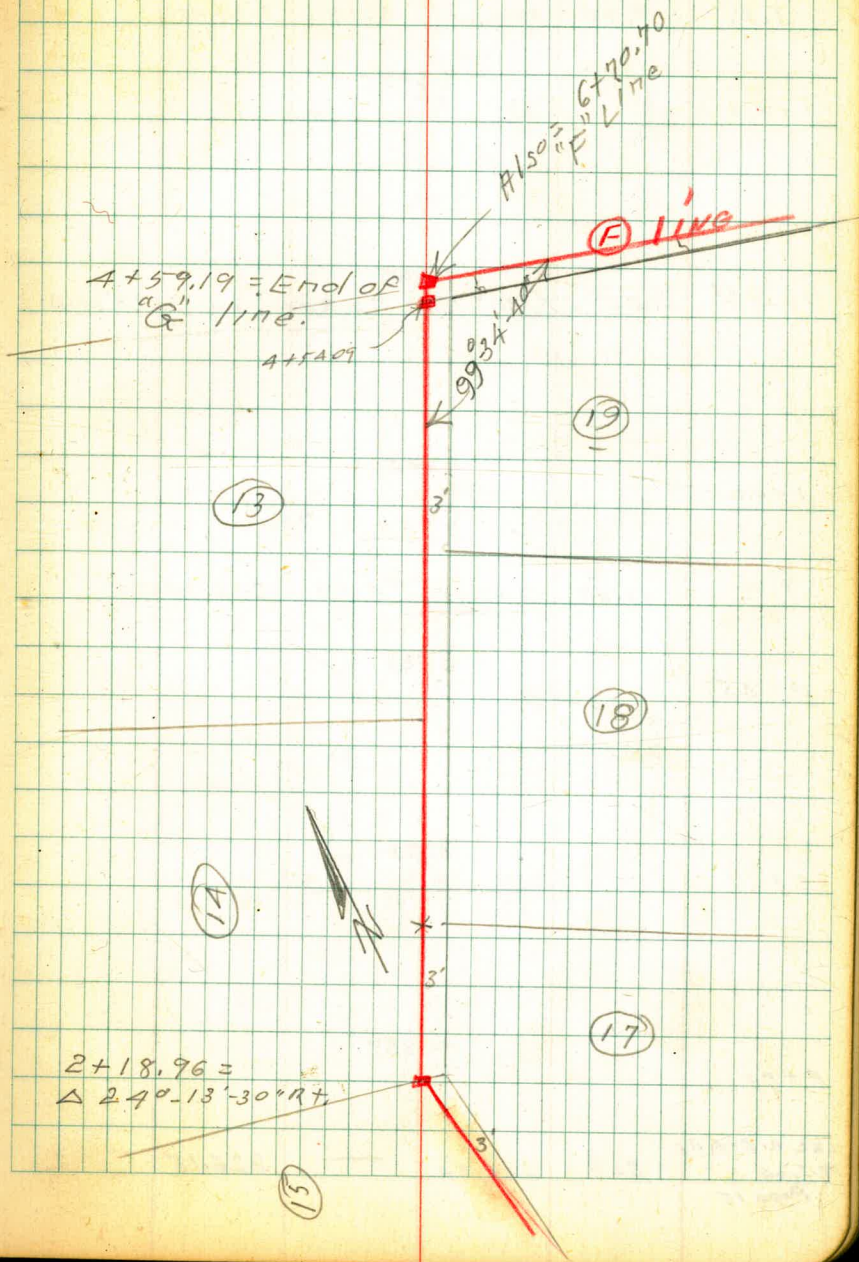 Also = 6+70.70
"F" Line
Ⓕ line
4+59.19 = End of
"G" line.
4+54.09
99°34'40"
19
13
3'
18
14
N
3'
17
2+18.96 =
Δ 24°-13'-30" Rt.
3'
15